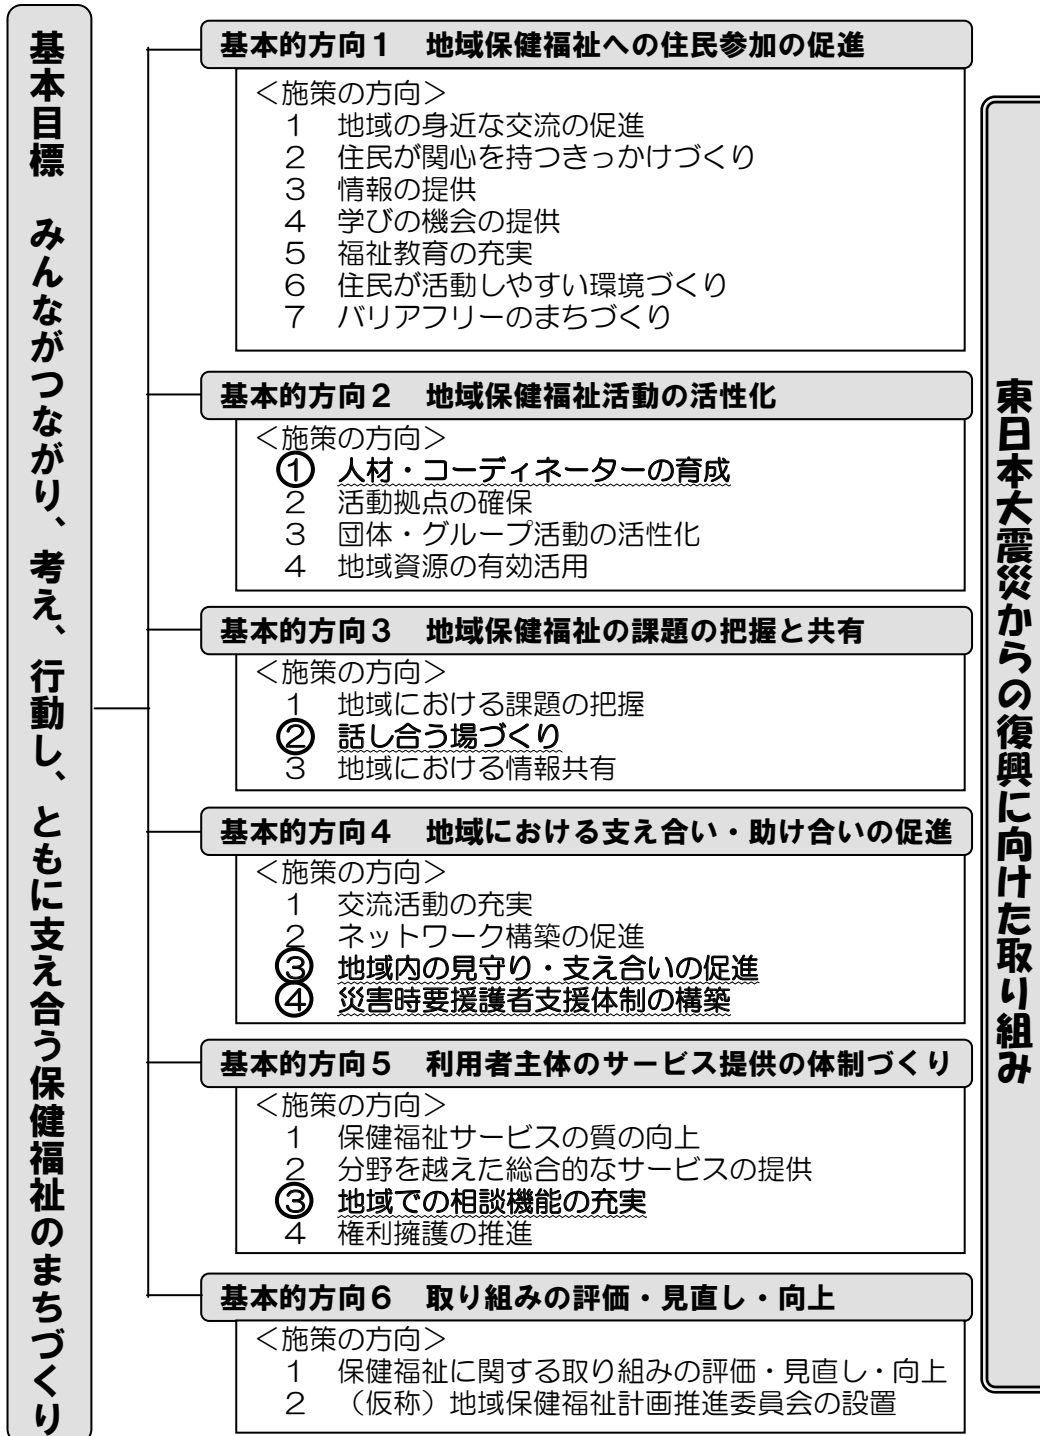 基本目標　みんながつながり、考え、行動し、ともに支え合う保健福祉のまちづくり
基本的方向１　地域保健福祉への住民参加の促進
＜施策の方向＞
１　地域の身近な交流の促進
２　住民が関心を持つきっかけづくり
３　情報の提供
４　学びの機会の提供
５　福祉教育の充実
６　住民が活動しやすい環境づくり
７　バリアフリーのまちづくり
基本的方向２　地域保健福祉活動の活性化
＜施策の方向＞
①　人材・コーディネーターの育成
２　活動拠点の確保
３　団体・グループ活動の活性化
４　地域資源の有効活用
基本的方向３　地域保健福祉の課題の把握と共有
＜施策の方向＞
１　地域における課題の把握
②　話し合う場づくり
３　地域における情報共有
基本的方向４　地域における支え合い・助け合いの促進
＜施策の方向＞
１　交流活動の充実
２　ネットワーク構築の促進
③　地域内の見守り・支え合いの促進
④　災害時要援護者支援体制の構築
基本的方向５　利用者主体のサービス提供の体制づくり
＜施策の方向＞
１　保健福祉サービスの質の向上
２　分野を越えた総合的なサービスの提供
③　地域での相談機能の充実
４　権利擁護の推進
基本的方向６　取り組みの評価・見直し・向上
＜施策の方向＞
１　保健福祉に関する取り組みの評価・見直し・向上
２　（仮称）地域保健福祉計画推進委員会の設置
東日本大震災からの復興に向けた取り組み